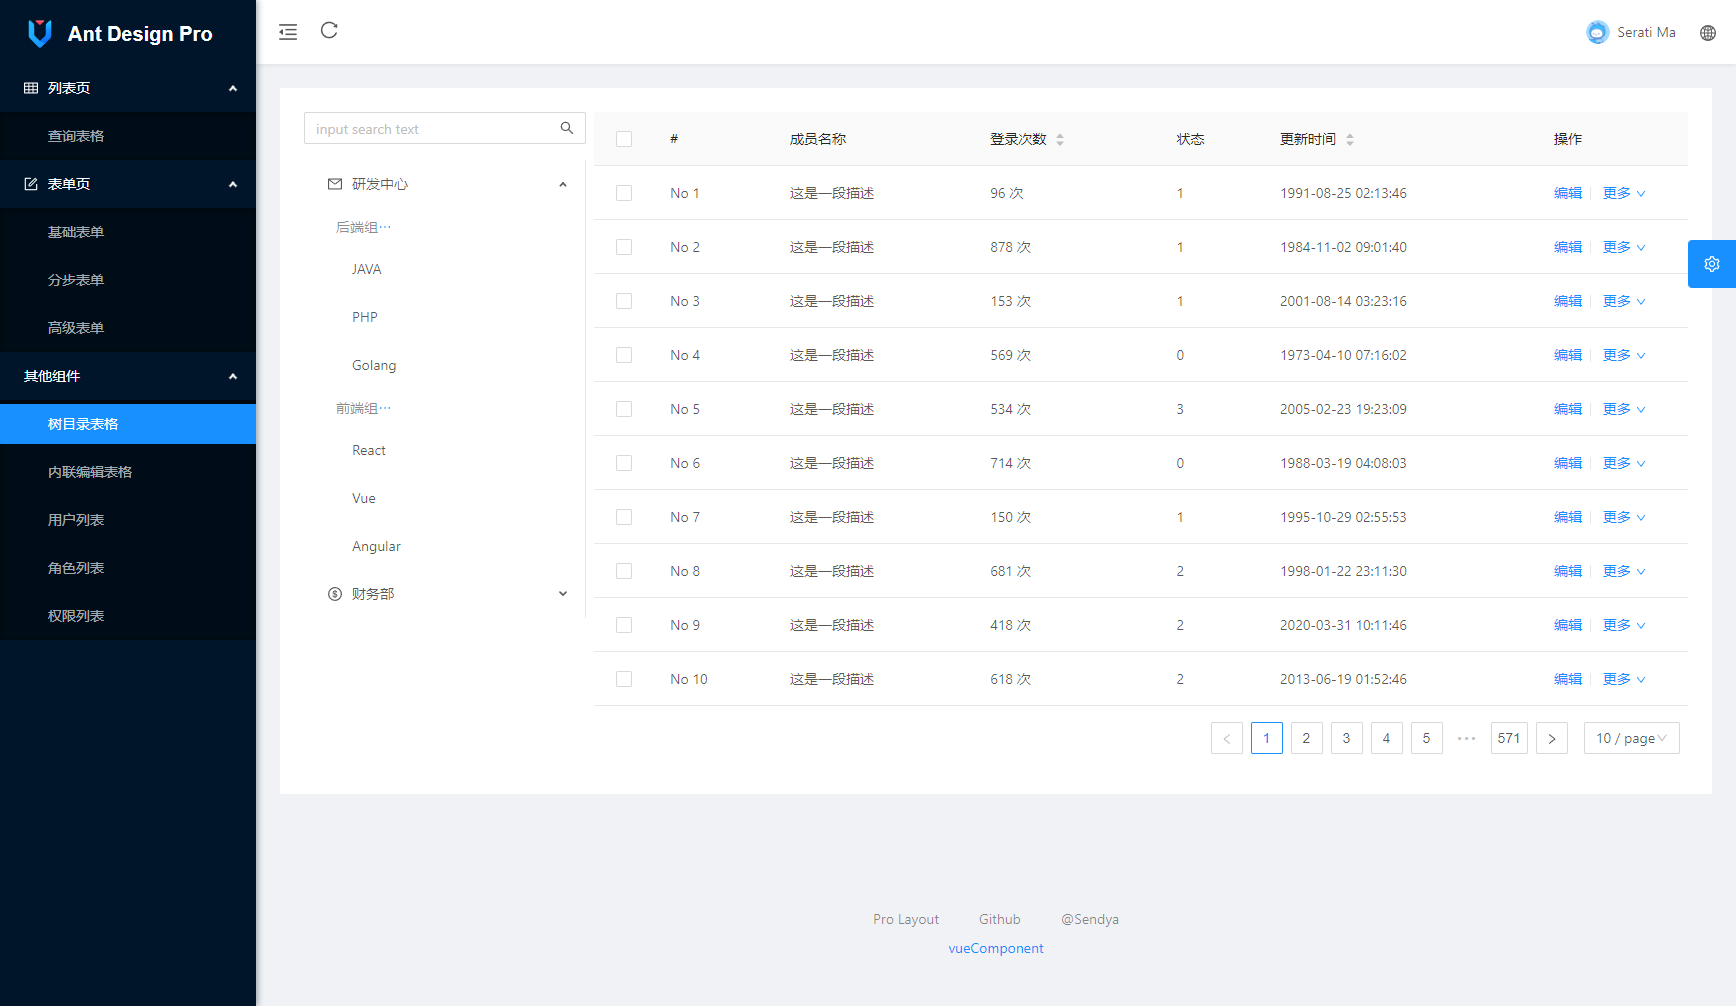 Ant Design Pro
Serati Ma
列表页
查询表格
表单页
基础表单
分步表单
高级表单
其他组件
树目录表格
内联编辑表格
用户列表
角色列表
权限列表
input search text
研发中心
后端组···
JAVA
PHP
Golang
前端组···
React
Vue
Angular
财务部
# 成员名称 登录次数 状态 更新时间 操作
No 1 这是一段描述 96 次 1 1991-08-25 02:13:46 编辑 更多
No 2 这是一段描述 878 次 1 1984-11-02 09:01:40 编辑 更多
No 3 这是一段描述 153 次 1 2001-08-14 03:23:16 编辑 更多
No 4 这是一段描述 569 次 0 1973-04-10 07:16:02 编辑 更多
No 5 这是一段描述 534 次 3 2005-02-23 19:23:09 编辑 更多
No 6 这是一段描述 714 次 0 1988-03-19 04:08:03 编辑 更多
No 7 这是一段描述 150 次 1 1995-10-29 02:55:53 编辑 更多
No 8 这是一段描述 681 次 2 1998-01-22 23:11:30 编辑 更多
No 9 这是一段描述 418 次 2 2020-03-31 10:11:46 编辑 更多
No 10 这是一段描述 618 次 2 2013-06-19 01:52:46 编辑 更多
< 1 2 3 4 5 ··· 571 > 10 / page
Pro Layout Github @Sendya
vueComponent